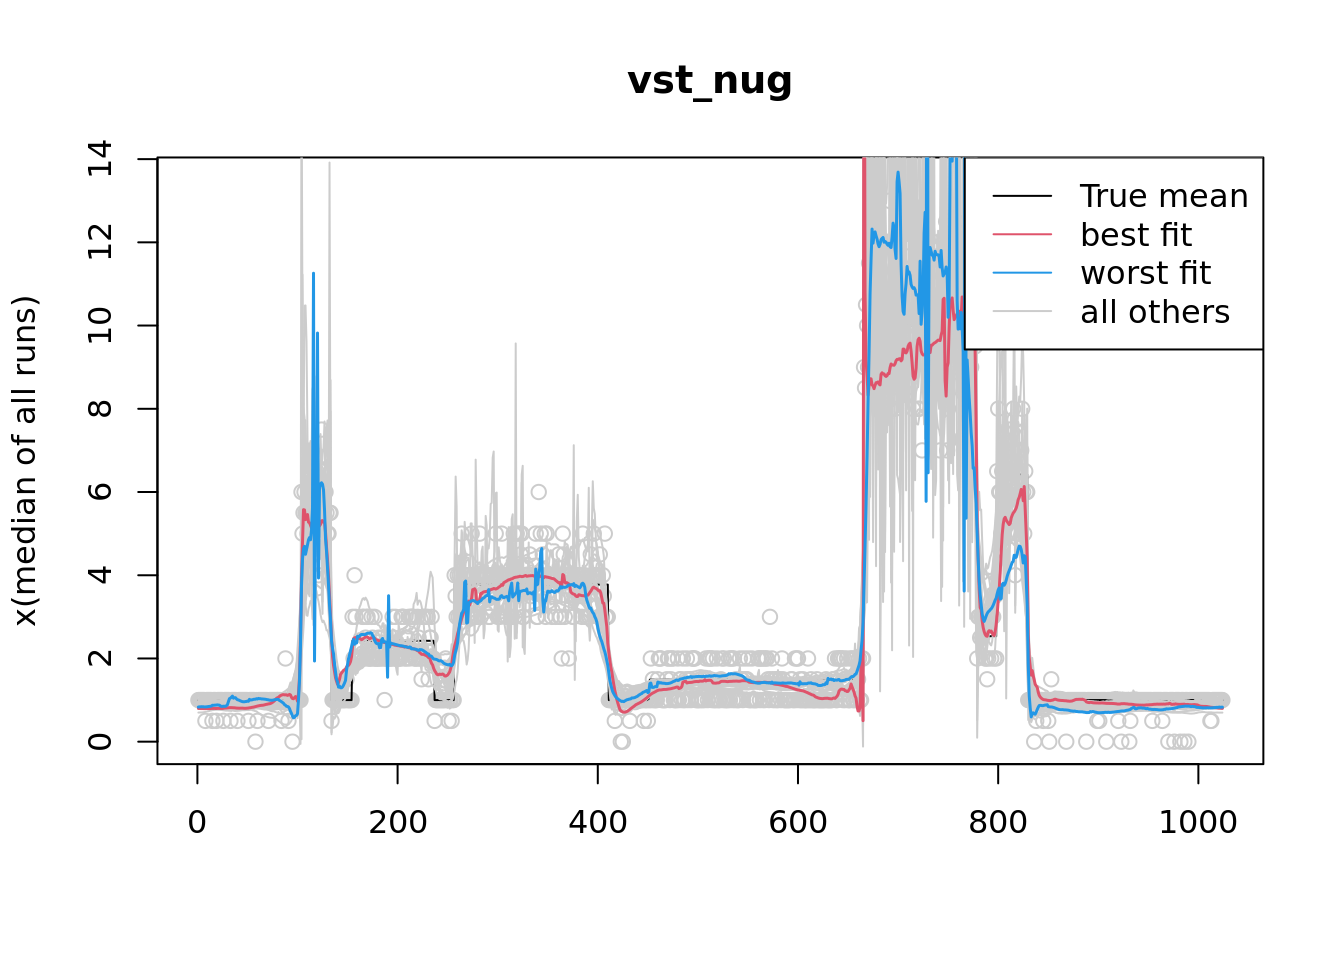 vst_nug
x(median of all runs)
14
12
10
8
6
4
2
0
True mean
best fit
worst fit
all others
0 200 400 600 800 1000